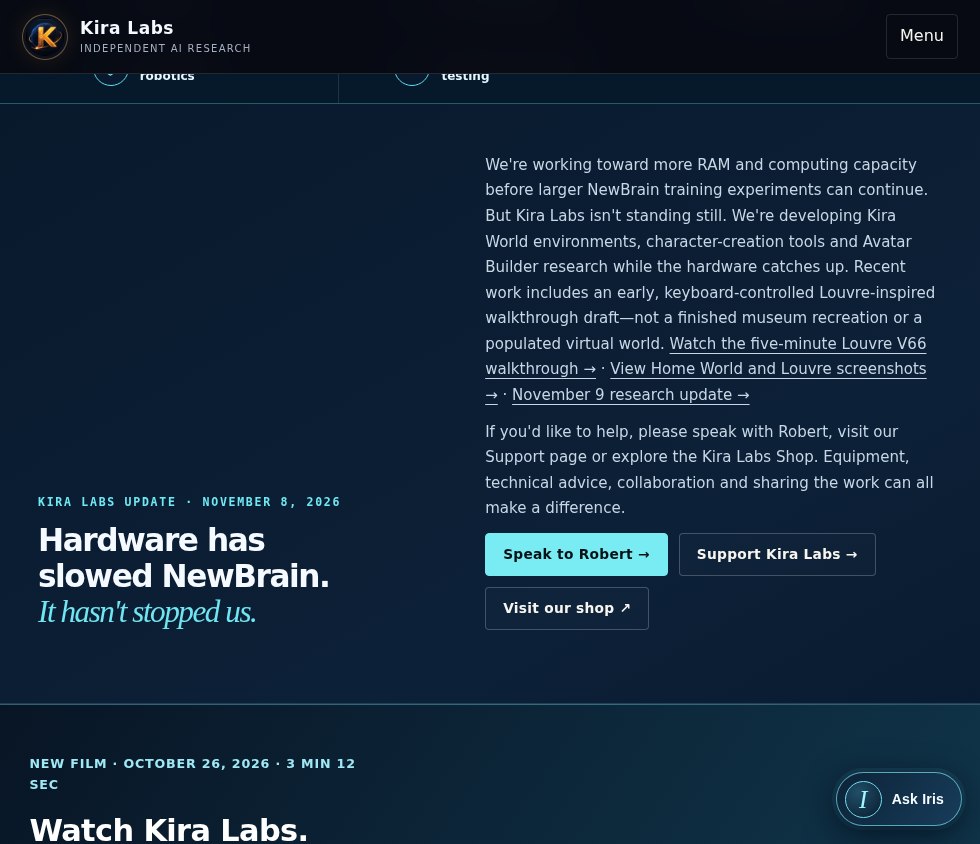 Kira Labs
INDEPENDENT AI RESEARCH
Menu
robotics
testing
We're working toward more RAM and computing capacity
before larger NewBrain training experiments can continue.
But Kira Labs isn't standing still. We're developing Kira
World environments, character-creation tools and Avatar
Builder research while the hardware catches up. Recent
work includes an early, keyboard-controlled Louvre-inspired
walkthrough draft—not a finished museum recreation or a
populated virtual world. Watch the five-minute Louvre V66
walkthrough → · View Home World and Louvre screenshots
→ · November 9 research update →
If you'd like to help, please speak with Robert, visit our
Support page or explore the Kira Labs Shop. Equipment,
technical advice, collaboration and sharing the work can all
make a difference.
KIRA LABS UPDATE · NOVEMBER 8, 2026
Hardware has
slowed NewBrain.
It hasn't stopped us.
Speak to Robert →
Support Kira Labs →
Visit our shop ↗
NEW FILM · OCTOBER 26, 2026 · 3 MIN 12
SEC
Watch Kira Labs.
I Ask Iris